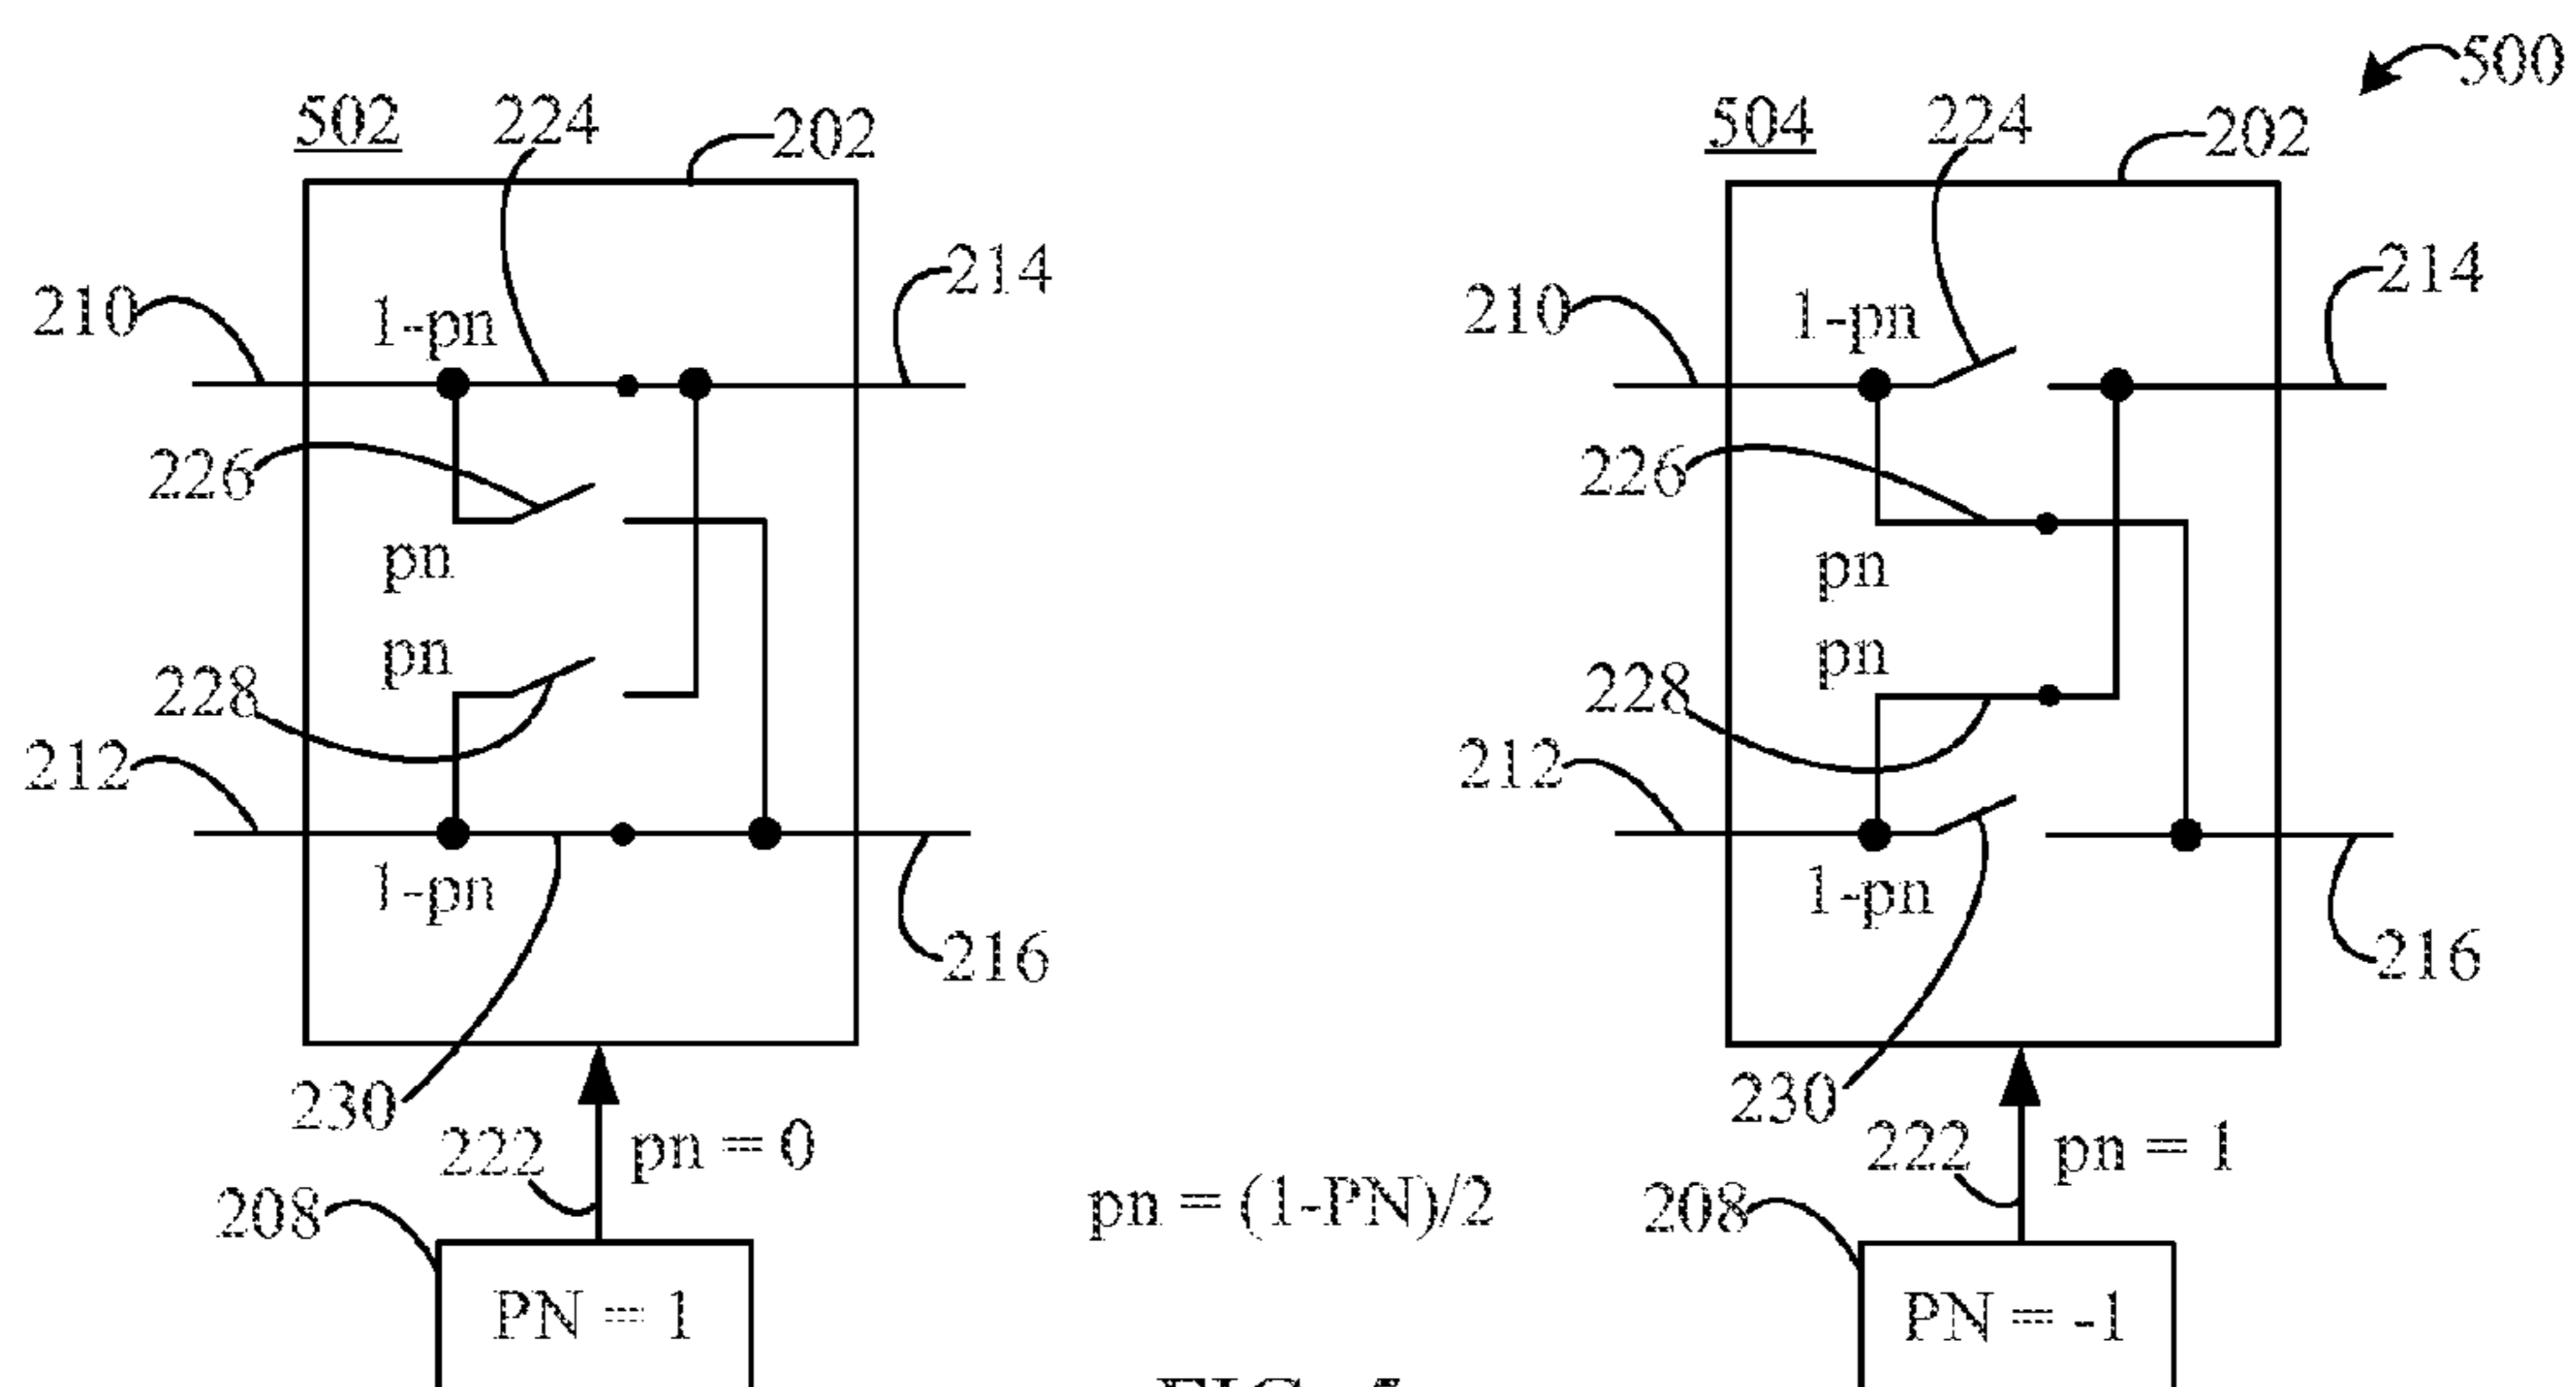 500
502
224
202
210
1-pn
214
226
pn
pn
228
212
1-pn
216
230
222
pn = 0
208
PN = 1
pn = (1-PN)/2
504
224
202
210
1-pn
214
226
pn
pn
228
212
1-pn
216
230
222
pn = 1
208
PN = -1